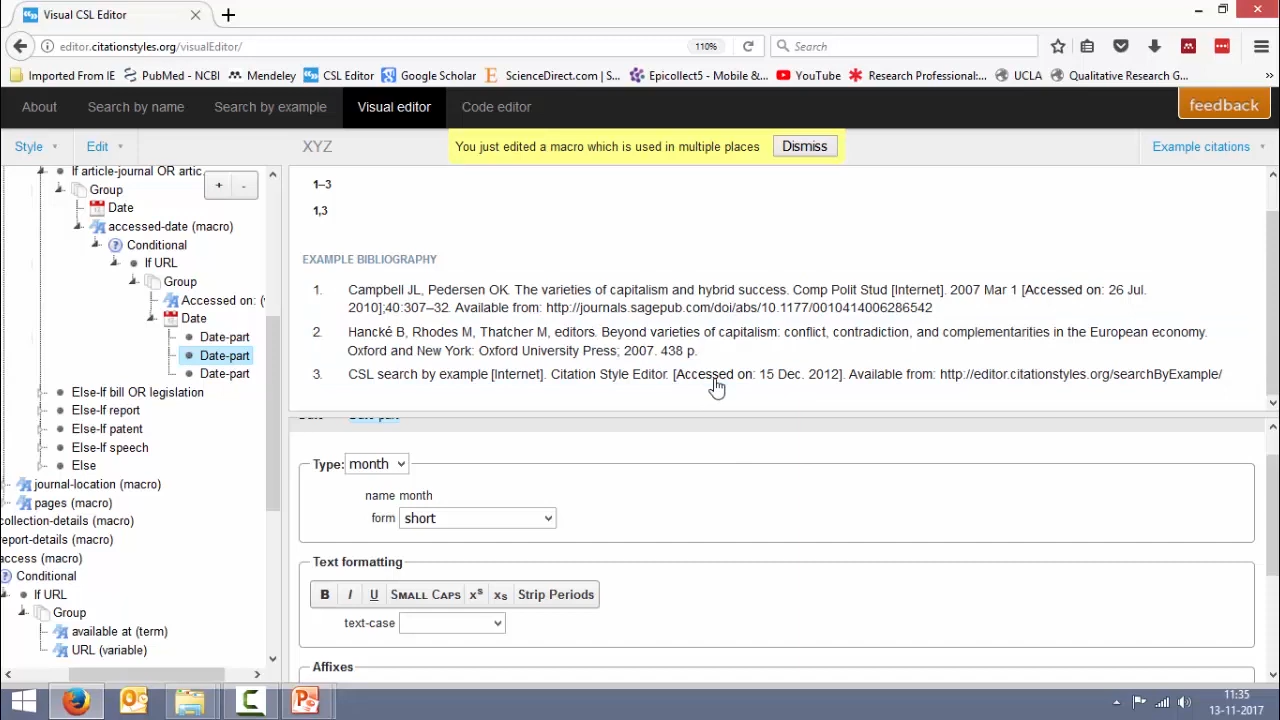 Visual CSL Editor
editor.citationstyles.org/visualEditor/
110%
Search
Imported From IE
PubMed - NCBI
Mendeley
CSL Editor
Google Scholar
ScienceDirect.com | S...
Epicollect5 - Mobile &...
YouTube
Research Professional:...
UCLA
Qualitative Research G...
About
Search by name
Search by example
Visual editor
Code editor
feedback
Style
Edit
XYZ
You just edited a macro which is used in multiple places
Dismiss
Example citations
If article-journal OR artic
+
-
Group
Date
accessed-date (macro)
Conditional
If URL
Group
Accessed on: (
Date
Date-part
Date-part
Date-part
Else-If bill OR legislation
Else-If report
Else-If patent
Else-If speech
Else
journal-location (macro)
pages (macro)
collection-details (macro)
report-details (macro)
access (macro)
Conditional
If URL
Group
available at (term)
URL (variable)
1–3
1,3
EXAMPLE BIBLIOGRAPHY
1. Campbell JL, Pedersen OK. The varieties of capitalism and hybrid success. Comp Polit Stud [Internet]. 2007 Mar 1 [Accessed on: 26 Jul.
2010];40:307–32. Available from: http://journals.sagepub.com/doi/abs/10.1177/0010414006286542
2. Hancké B, Rhodes M, Thatcher M, editors. Beyond varieties of capitalism: conflict, contradiction, and complementarities in the European economy.
Oxford and New York: Oxford University Press; 2007. 438 p.
3. CSL search by example [Internet]. Citation Style Editor. [Accessed on: 15 Dec. 2012]. Available from: http://editor.citationstyles.org/searchByExample/
Type: month
name month
form short
Text formatting
B I U SMALL CAPS x^s x_s Strip Periods
text-case
Affixes
11:35
13-11-2017